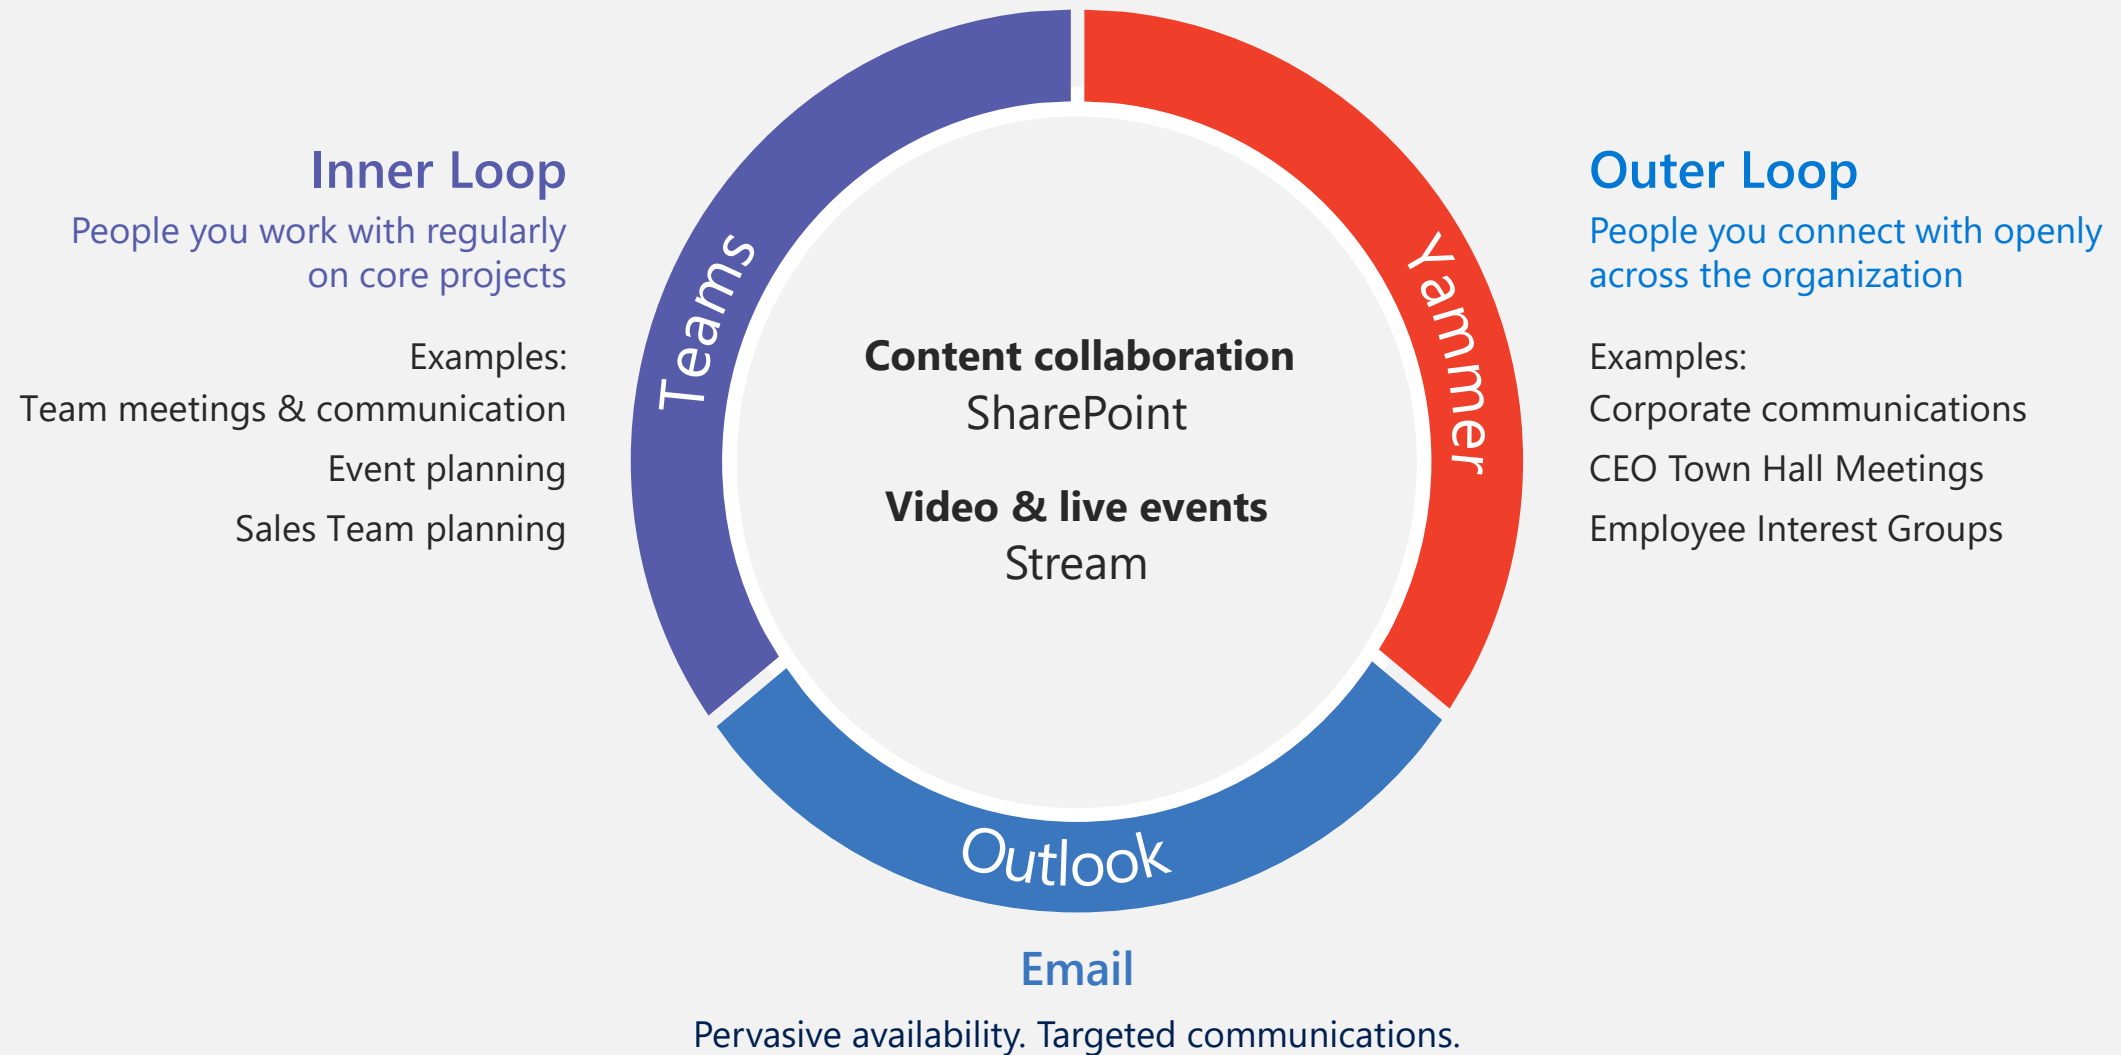 Inner Loop
People you work with regularly
on core projects
Examples:
Team meetings & communication
Event planning
Sales Team planning
Teams
Content collaboration
SharePoint
Video & live events
Stream
Yammer
Outlook
Outer Loop
People you connect with openly
across the organization
Examples:
Corporate communications
CEO Town Hall Meetings
Employee Interest Groups
Email
Pervasive availability. Targeted communications.